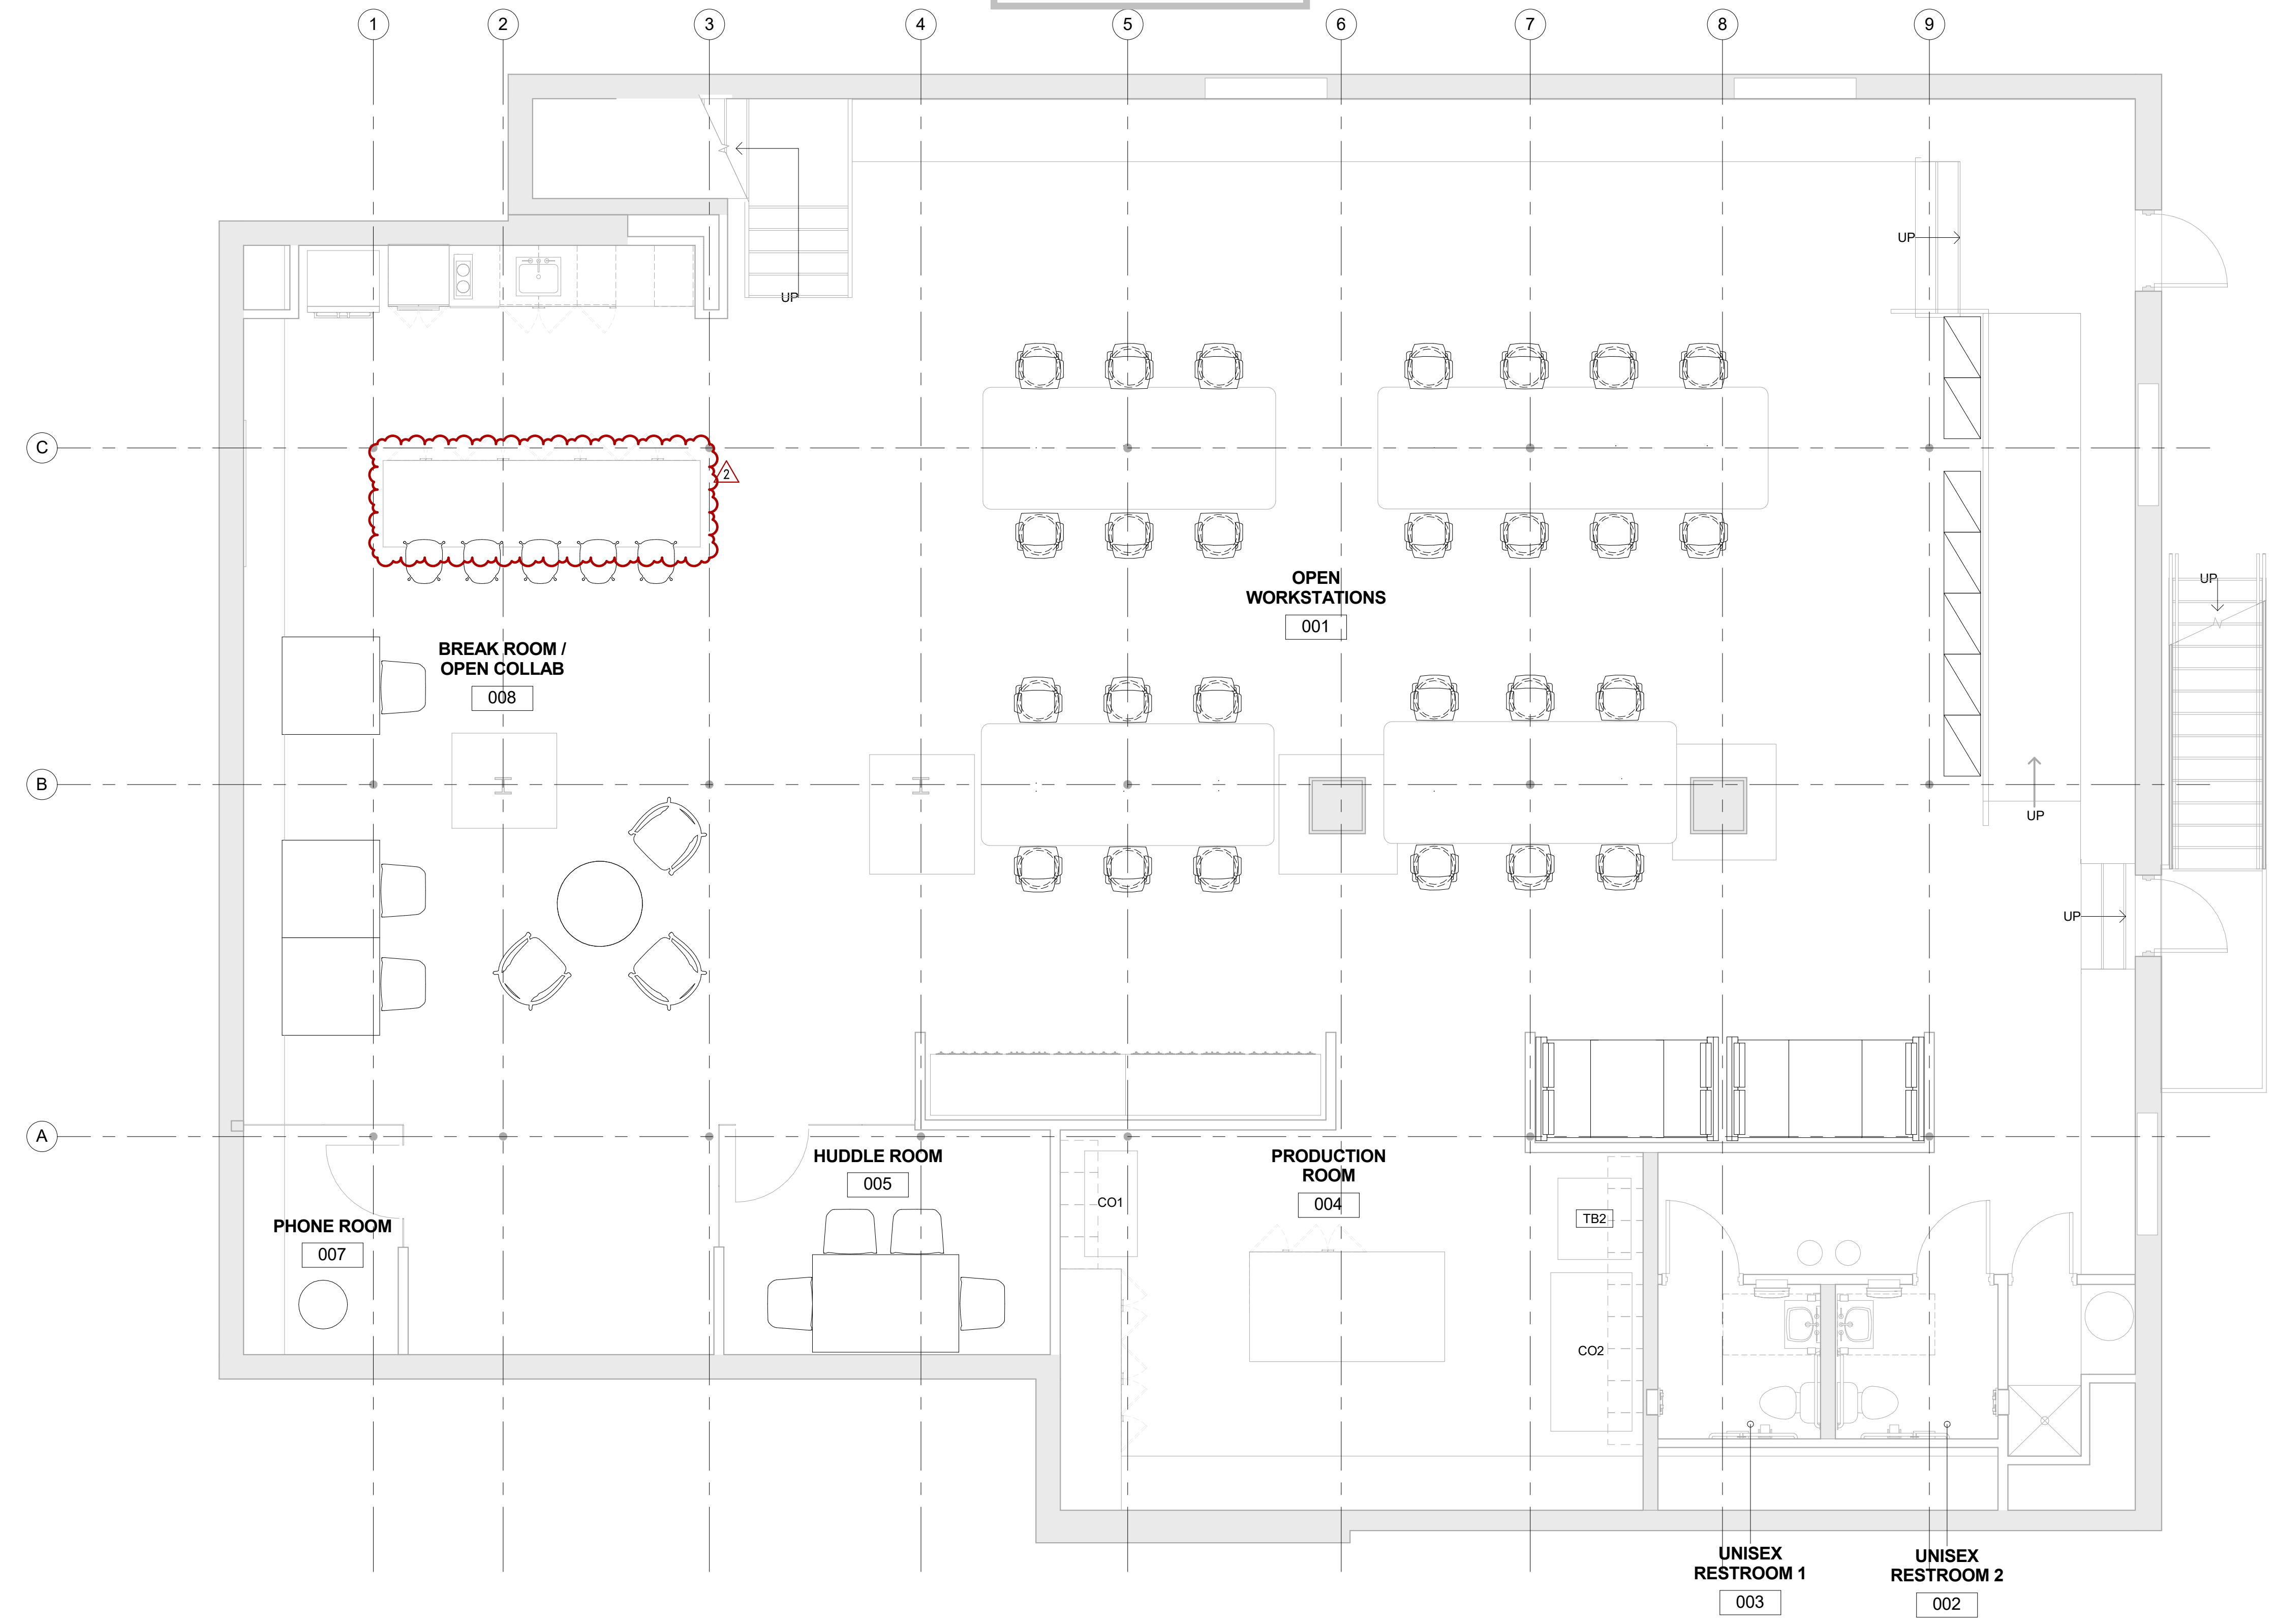 1
2
3
4
5
6
7
8
9
UP
UP
C
2
OPEN
WORKSTATIONS
001
UP
BREAK ROOM /
OPEN COLLAB
008
B
UP
UP
A
HUDDLE ROOM
005
PRODUCTION
ROOM
004
CO1
TB2
PHONE ROOM
007
CO2
UNISEX
RESTROOM 1
003
UNISEX
RESTROOM 2
002